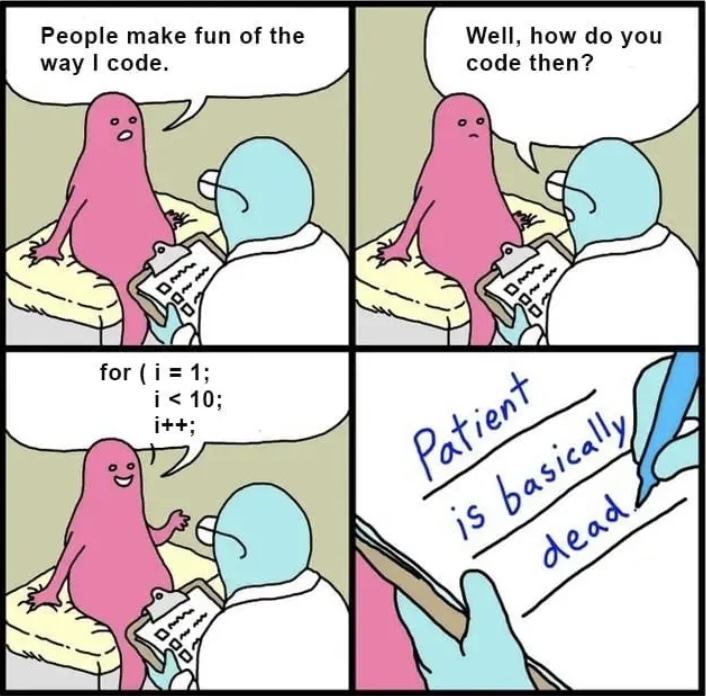 People make fun of the
way I code.
Well, how do you
code then?
for ( i = 1;
i < 10;
i++;
)
Patient
is basically
dead.